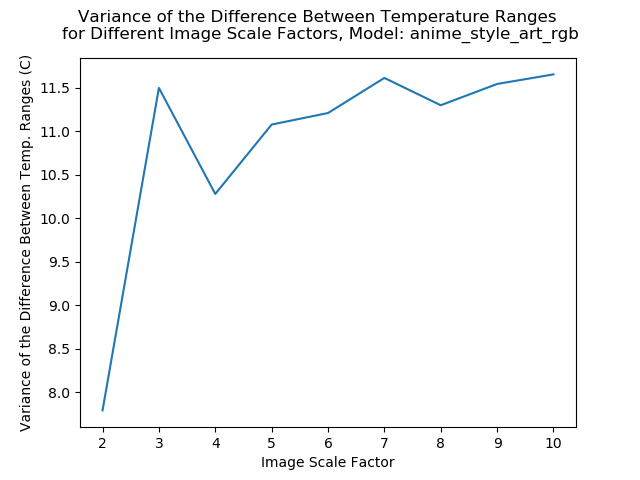 Variance of the Difference Between Temperature Ranges
for Different Image Scale Factors, Model: anime_style_art_rgb
Variance of the Difference Between Temp. Ranges (C)
11.5
11.0
10.5
10.0
9.5
9.0
8.5
8.0
2 3 4 5 6 7 8 9 10
Image Scale Factor